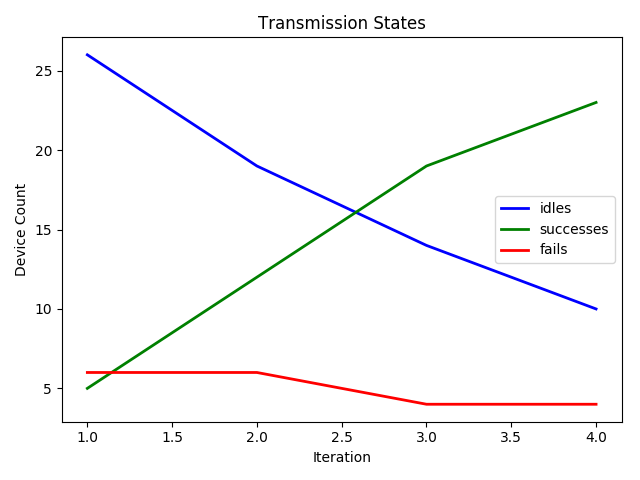 Transmission States
Device Count
25
20
15
10
5
idles
successes
fails
1.0 1.5 2.0 2.5 3.0 3.5 4.0
Iteration